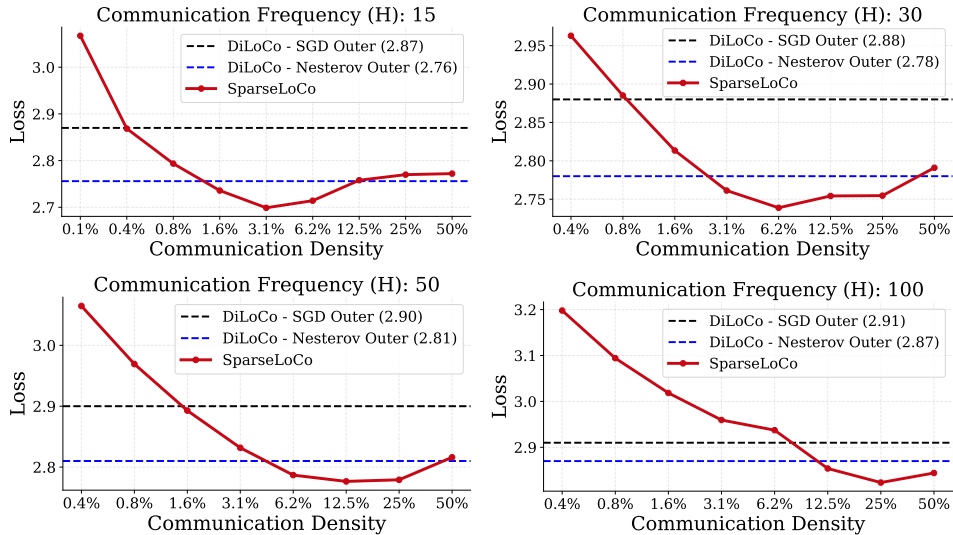 Communication Frequency (H): 15
DiLoCo - SGD Outer (2.87)
DiLoCo - Nesterov Outer (2.76)
SparseLoCo
Loss
3.0
2.9
2.8
2.7
0.1% 0.4% 0.8% 1.6% 3.1% 6.2% 12.5% 25% 50%
Communication Density
Communication Frequency (H): 30
DiLoCo - SGD Outer (2.88)
DiLoCo - Nesterov Outer (2.78)
SparseLoCo
Loss
2.95
2.90
2.85
2.80
2.75
0.4% 0.8% 1.6% 3.1% 6.2% 12.5% 25% 50%
Communication Density
Communication Frequency (H): 50
DiLoCo - SGD Outer (2.90)
DiLoCo - Nesterov Outer (2.81)
SparseLoCo
Loss
3.0
2.9
2.8
0.4% 0.8% 1.6% 3.1% 6.2% 12.5% 25% 50%
Communication Density
Communication Frequency (H): 100
DiLoCo - SGD Outer (2.91)
DiLoCo - Nesterov Outer (2.87)
SparseLoCo
Loss
3.2
3.1
3.0
2.9
0.4% 0.8% 1.6% 3.1% 6.2% 12.5% 25% 50%
Communication Density